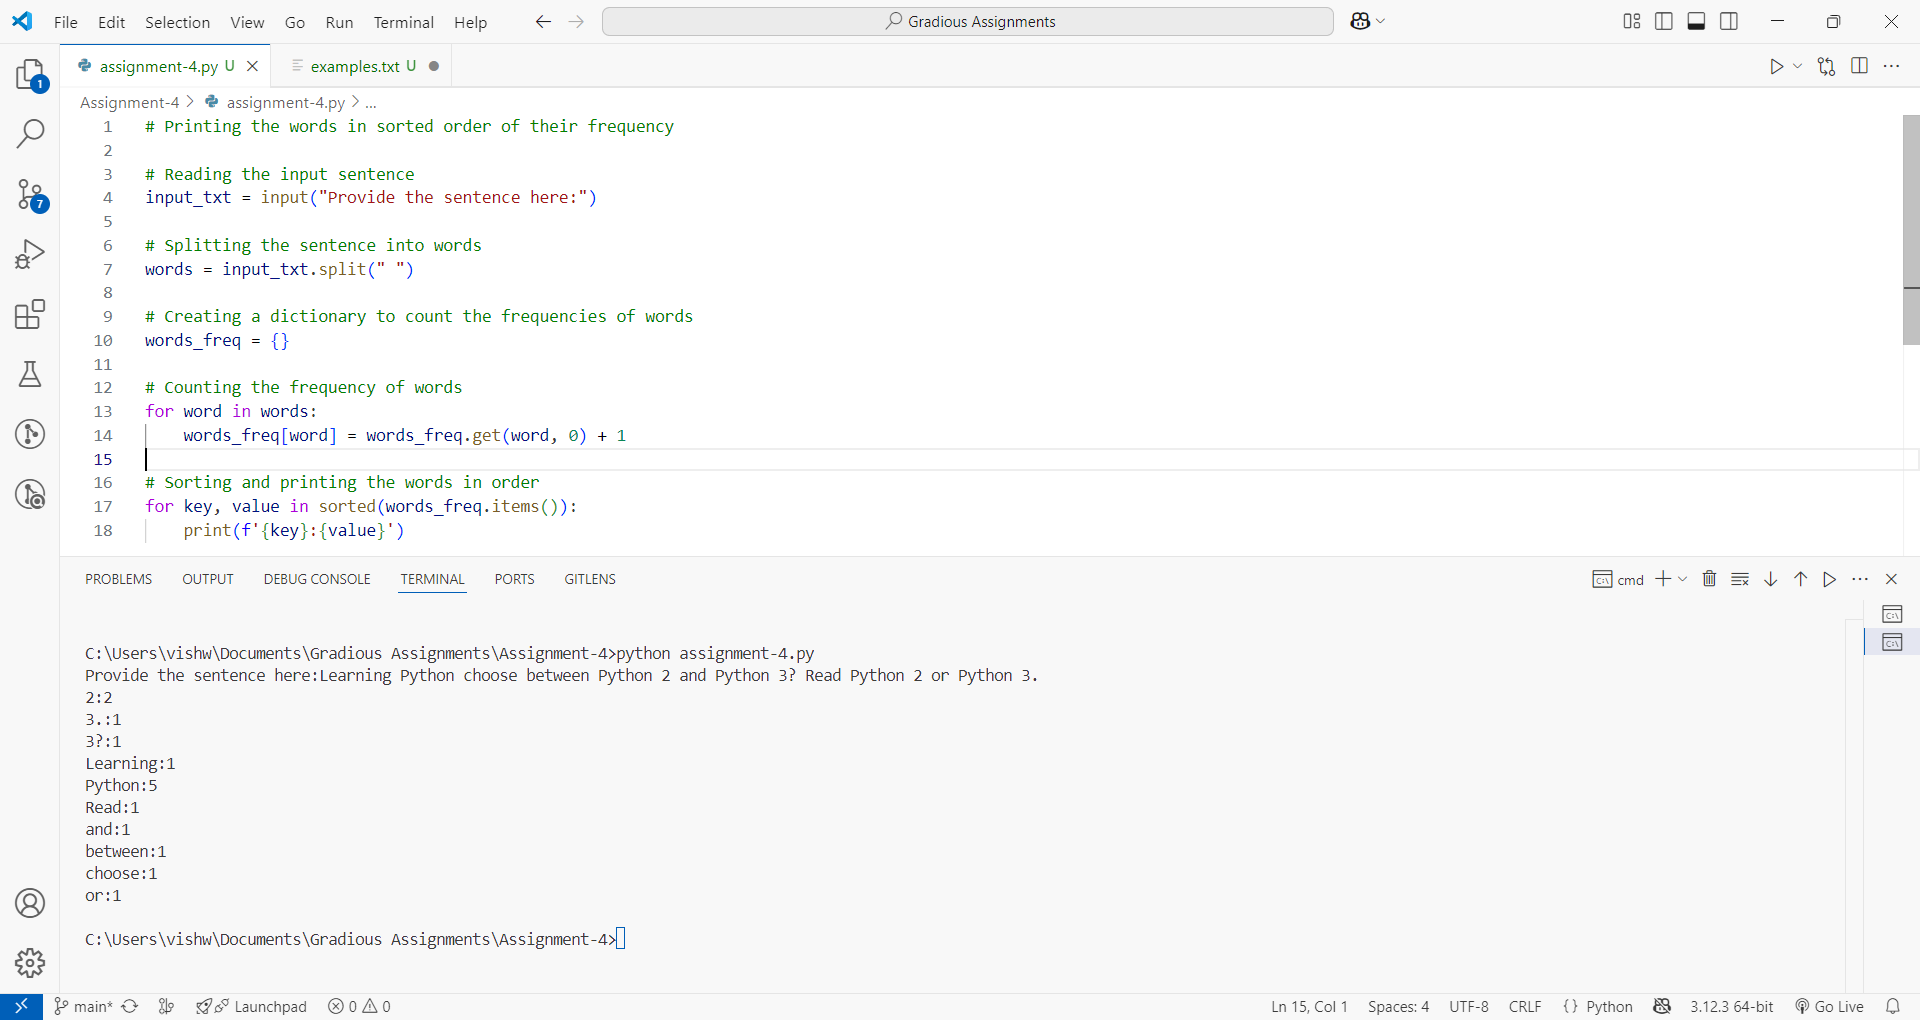 File Edit Selection View Go Run Terminal Help Gradious Assignments
1 assignment-4.py U examples.txt U
Assignment-4 > assignment-4.py > ...
1 # Printing the words in sorted order of their frequency
2
3 # Reading the input sentence
4 input_txt = input("Provide the sentence here:")
5
6 # Splitting the sentence into words
7 words = input_txt.split(" ")
8
9 # Creating a dictionary to count the frequencies of words
10 words_freq = {}
11
12 # Counting the frequency of words
13 for word in words:
14 words_freq[word] = words_freq.get(word, 0) + 1
15
16 # Sorting and printing the words in order
17 for key, value in sorted(words_freq.items()):
18 print(f'{key}:{value}')
7
PROBLEMS OUTPUT DEBUG CONSOLE TERMINAL PORTS GITLENS cmd
C:\Users\vishw\Documents\Gradious Assignments\Assignment-4>python assignment-4.py
Provide the sentence here:Learning Python choose between Python 2 and Python 3? Read Python 2 or Python 3.
2:2
3.:1
3?:1
Learning:1
Python:5
Read:1
and:1
between:1
choose:1
or:1
C:\Users\vishw\Documents\Gradious Assignments\Assignment-4>
main* Launchpad 0 0 Ln 15, Col 1 Spaces: 4 UTF-8 CRLF {} Python 3.12.3 64-bit Go Live